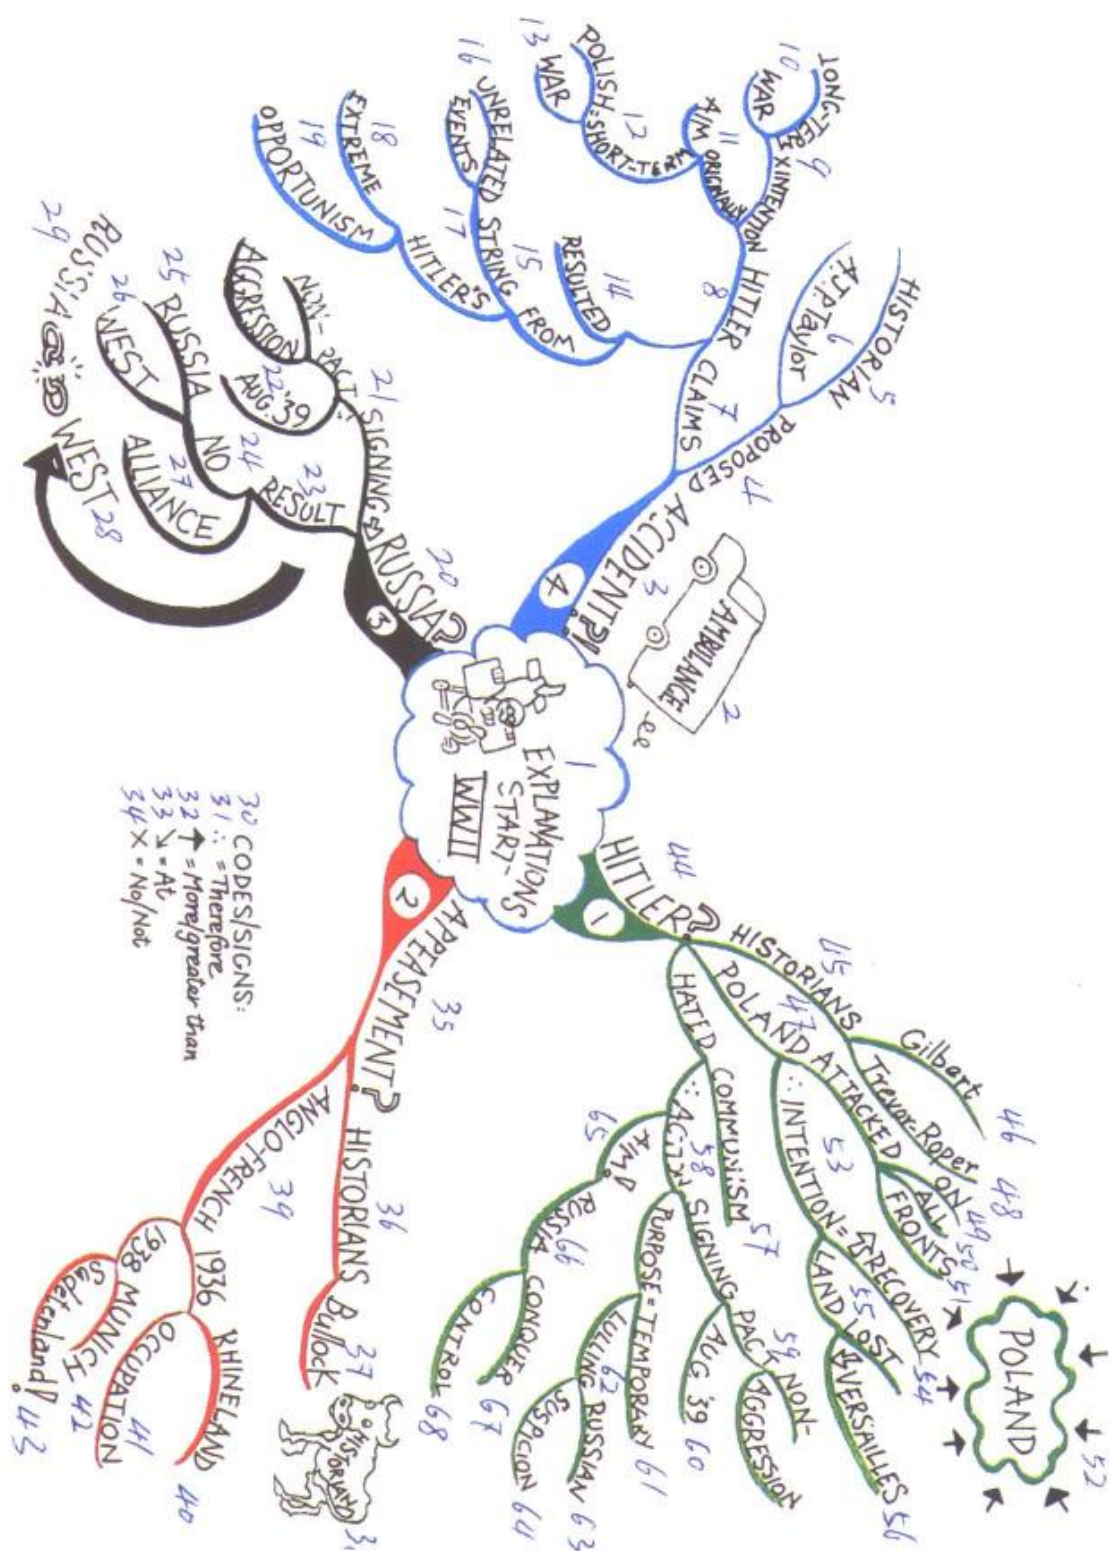 1
EXPLANATIONS
START-
WWII
2
AMBULANCE
-ee
ACCIDENT?!
3
4
PROPOSED
4
HISTORIAN
5
A.J.P. Taylor
6
HITLER CLAIMS
7
8
INTENTION
9
LONG-TERM
WAR
10
AIM ORIGINALLY
11
POLISH = SHORT-TERM
12
WAR
13
RESULTED
14
FROM
15
UNRELATED STRING
16
EVENTS
17
HITLER'S
EXTREME
18
OPPORTUNISM
19
3
RUSSIA?
20
SIGNING
21
PACT
NON-
AGGRESSION
AUG. '39
22
RESULT
23
NO
24
RUSSIA
25
WEST
26
ALLIANCE
27
RUSSIA
29
WEST
28
30 CODES/SIGNS:
31 ∴ = Therefore
32 ↑ = More/greater than
33 ↘ = At
34 X = No/Not
2
APPEASEMENT?
35
HISTORIANS
36
Bullock
37
HISTORIAN
ANGLO-FRENCH
39
1936
RHINELAND
40
OCCUPATION
41
1938 MUNICH
42
Sudetenland!
43
1
HITLER?
44
HISTORIANS
45
Gilbart
46
Trevor-Roper
48
POLAND ATTACKED
47
ON
49
ALL
50
FRONTS
51
POLAND
52
∴ INTENTION =
53
RECOVERY
54
LAND LOST
55
VERSAILLES
56
HATED COMMUNISM
57
∴ AGION
58
SIGNING PACT
NON-
59
AGGRESSION
AUG '39
60
PURPOSE = TEMPORARY
61
LULLING
62
RUSSIAN
63
SUSPICION
64
AIM!
65
RUSSIA
66
CONQUER
67
CONTROL
68